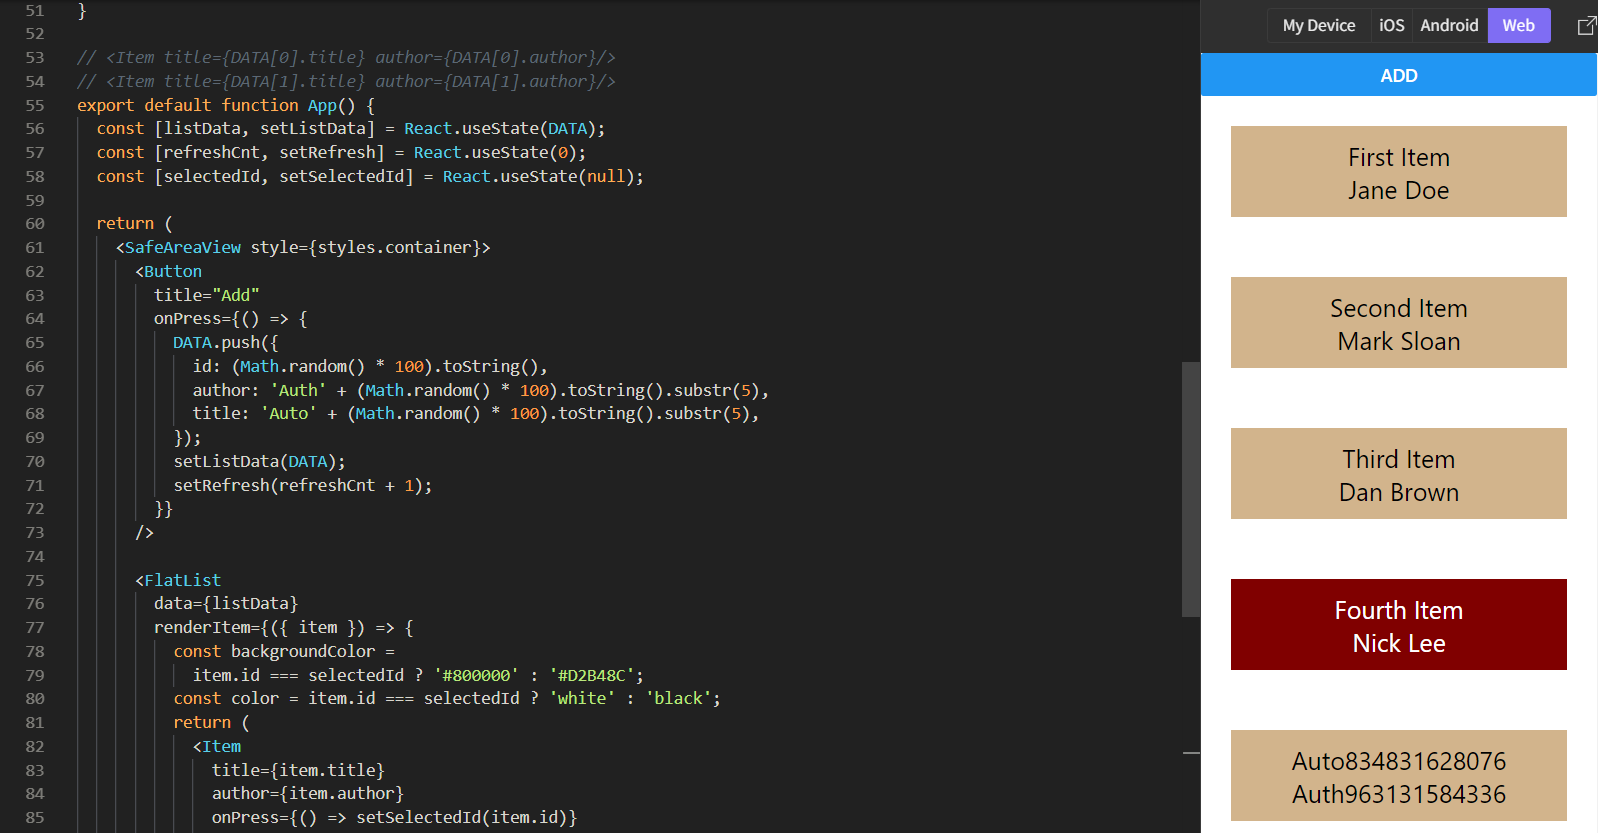 51 }
52
53 // <Item title={DATA[0].title} author={DATA[0].author}/>
54 // <Item title={DATA[1].title} author={DATA[1].author}/>
55 export default function App() {
56 const [listData, setListData] = React.useState(DATA);
57 const [refreshCnt, setRefresh] = React.useState(0);
58 const [selectedId, setSelectedId] = React.useState(null);
59
60 return (
61 <SafeAreaView style={styles.container}>
62 <Button
63 title="Add"
64 onPress={() => {
65 DATA.push({
66 id: (Math.random() * 100).toString(),
67 author: 'Auth' + (Math.random() * 100).toString().substr(5),
68 title: 'Auto' + (Math.random() * 100).toString().substr(5),
69 });
70 setListData(DATA);
71 setRefresh(refreshCnt + 1);
72 }}
73 />
74
75 <FlatList
76 data={listData}
77 renderItem={({ item }) => {
78 const backgroundColor =
79 item.id === selectedId ? '#800000' : '#D2B48C';
80 const color = item.id === selectedId ? 'white' : 'black';
81 return (
82 <Item
83 title={item.title}
84 author={item.author}
85 onPress={() => setSelectedId(item.id)}
My Device iOS Android Web
ADD
First Item
Jane Doe
Second Item
Mark Sloan
Third Item
Dan Brown
Fourth Item
Nick Lee
Auto834831628076
Auth963131584336